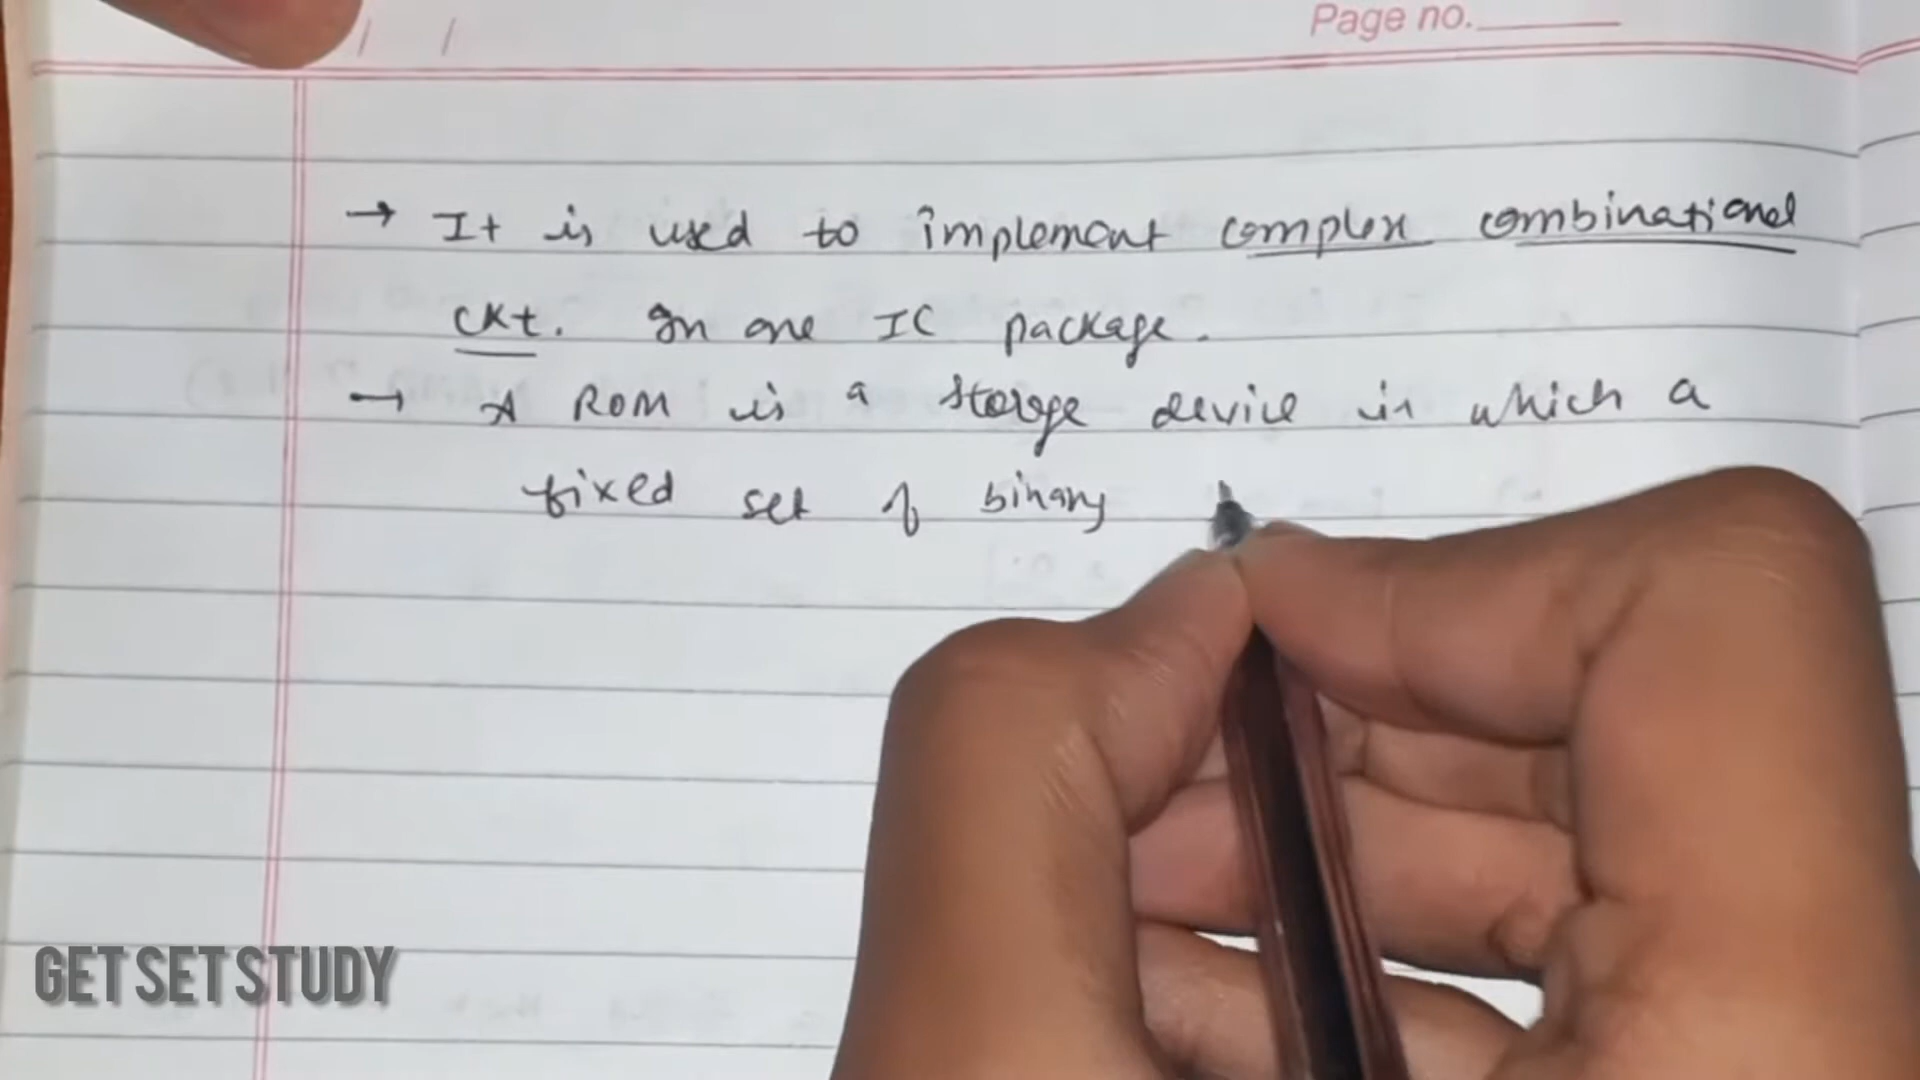 Page no.
→ It is used to implement complex combinational
ckt. In one IC package.
→ A ROM is a storage device in which a
fixed set of binary
GET SET STUDY